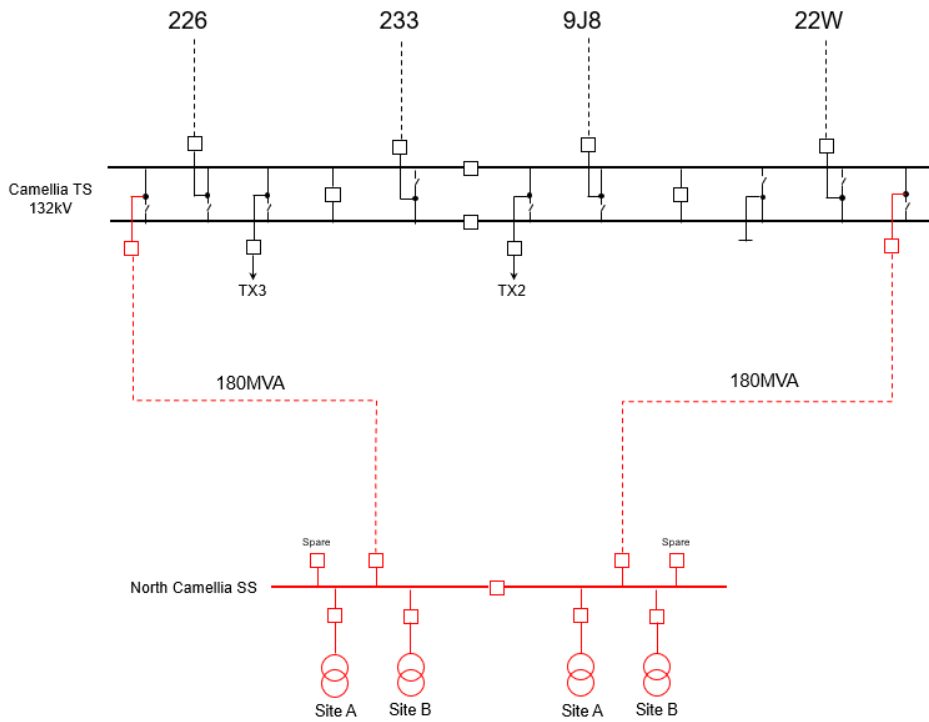 226
233
9J8
22W
Camellia TS
132kV
TX3
TX2
180MVA
180MVA
Spare
Spare
North Camellia SS
Site A
Site B
Site A
Site B